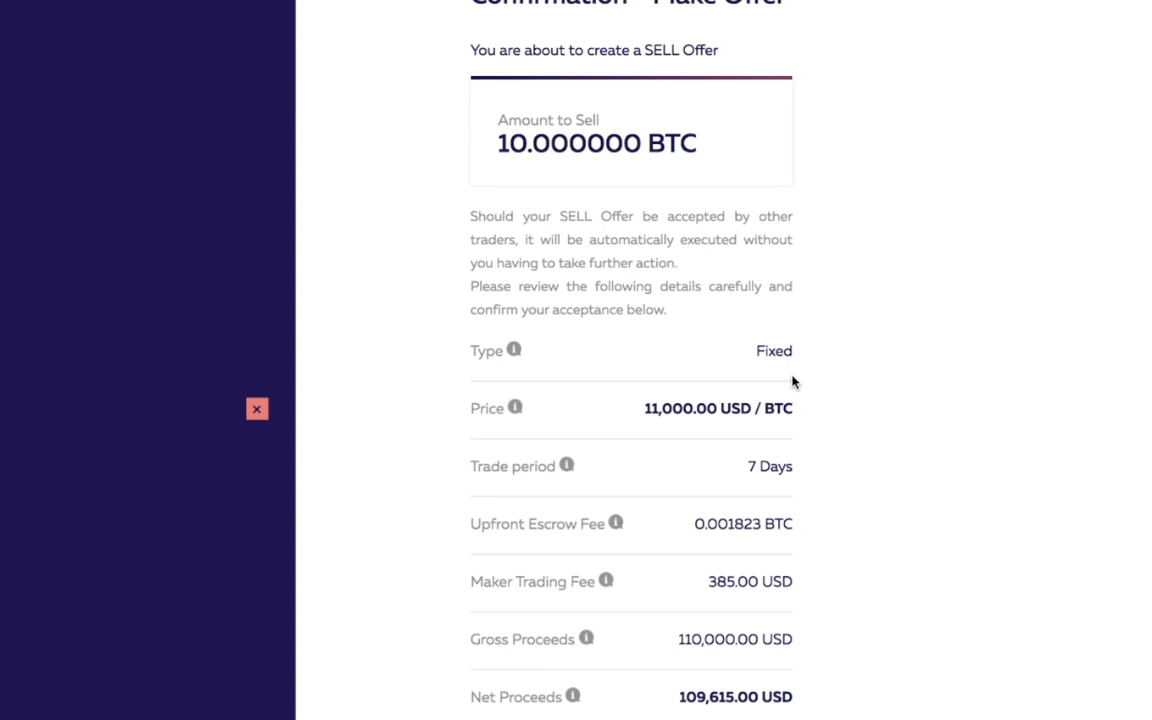 Confirmation - Make Offer
You are about to create a SELL Offer
Amount to Sell
10.000000 BTC
Should your SELL Offer be accepted by other
traders, it will be automatically executed without
you having to take further action.
Please review the following details carefully and
confirm your acceptance below.
Type Fixed
Price 11,000.00 USD / BTC
Trade period 7 Days
Upfront Escrow Fee 0.001823 BTC
Maker Trading Fee 385.00 USD
Gross Proceeds 110,000.00 USD
Net Proceeds 109,615.00 USD